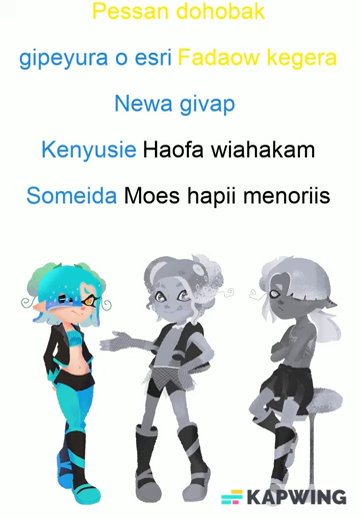 Pessan dohobak
gipeyura o esri Fadaow kegera
Newa givap
Kenyusie Haofa wiahakam
Someida Moes hapii menoriis
KAPWING